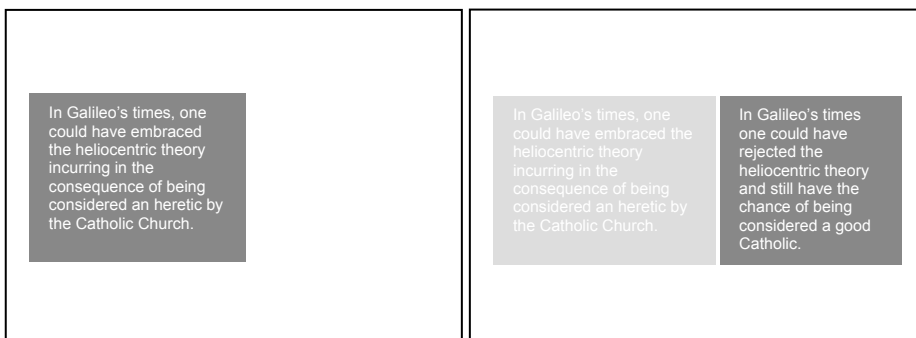 In Galileo's times, one
could have embraced
the heliocentric theory
incurring in the
consequence of being
considered an heretic by
the Catholic Church.
In Galileo's times, one
could have embraced the
heliocentric theory
incurring in the
consequence of being
considered an heretic by
the Catholic Church.
In Galileo's times
one could have
rejected the
heliocentric theory
and still have the
chance of being
considered a good
Catholic.